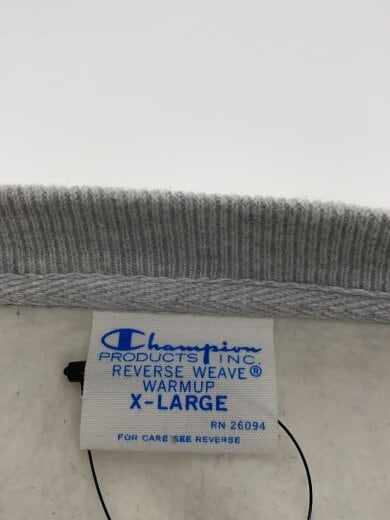 Champion
PRODUCTS INC.
REVERSE WEAVE®
WARMUP
X-LARGE
RN 26094
FOR CARE SEE REVERSE